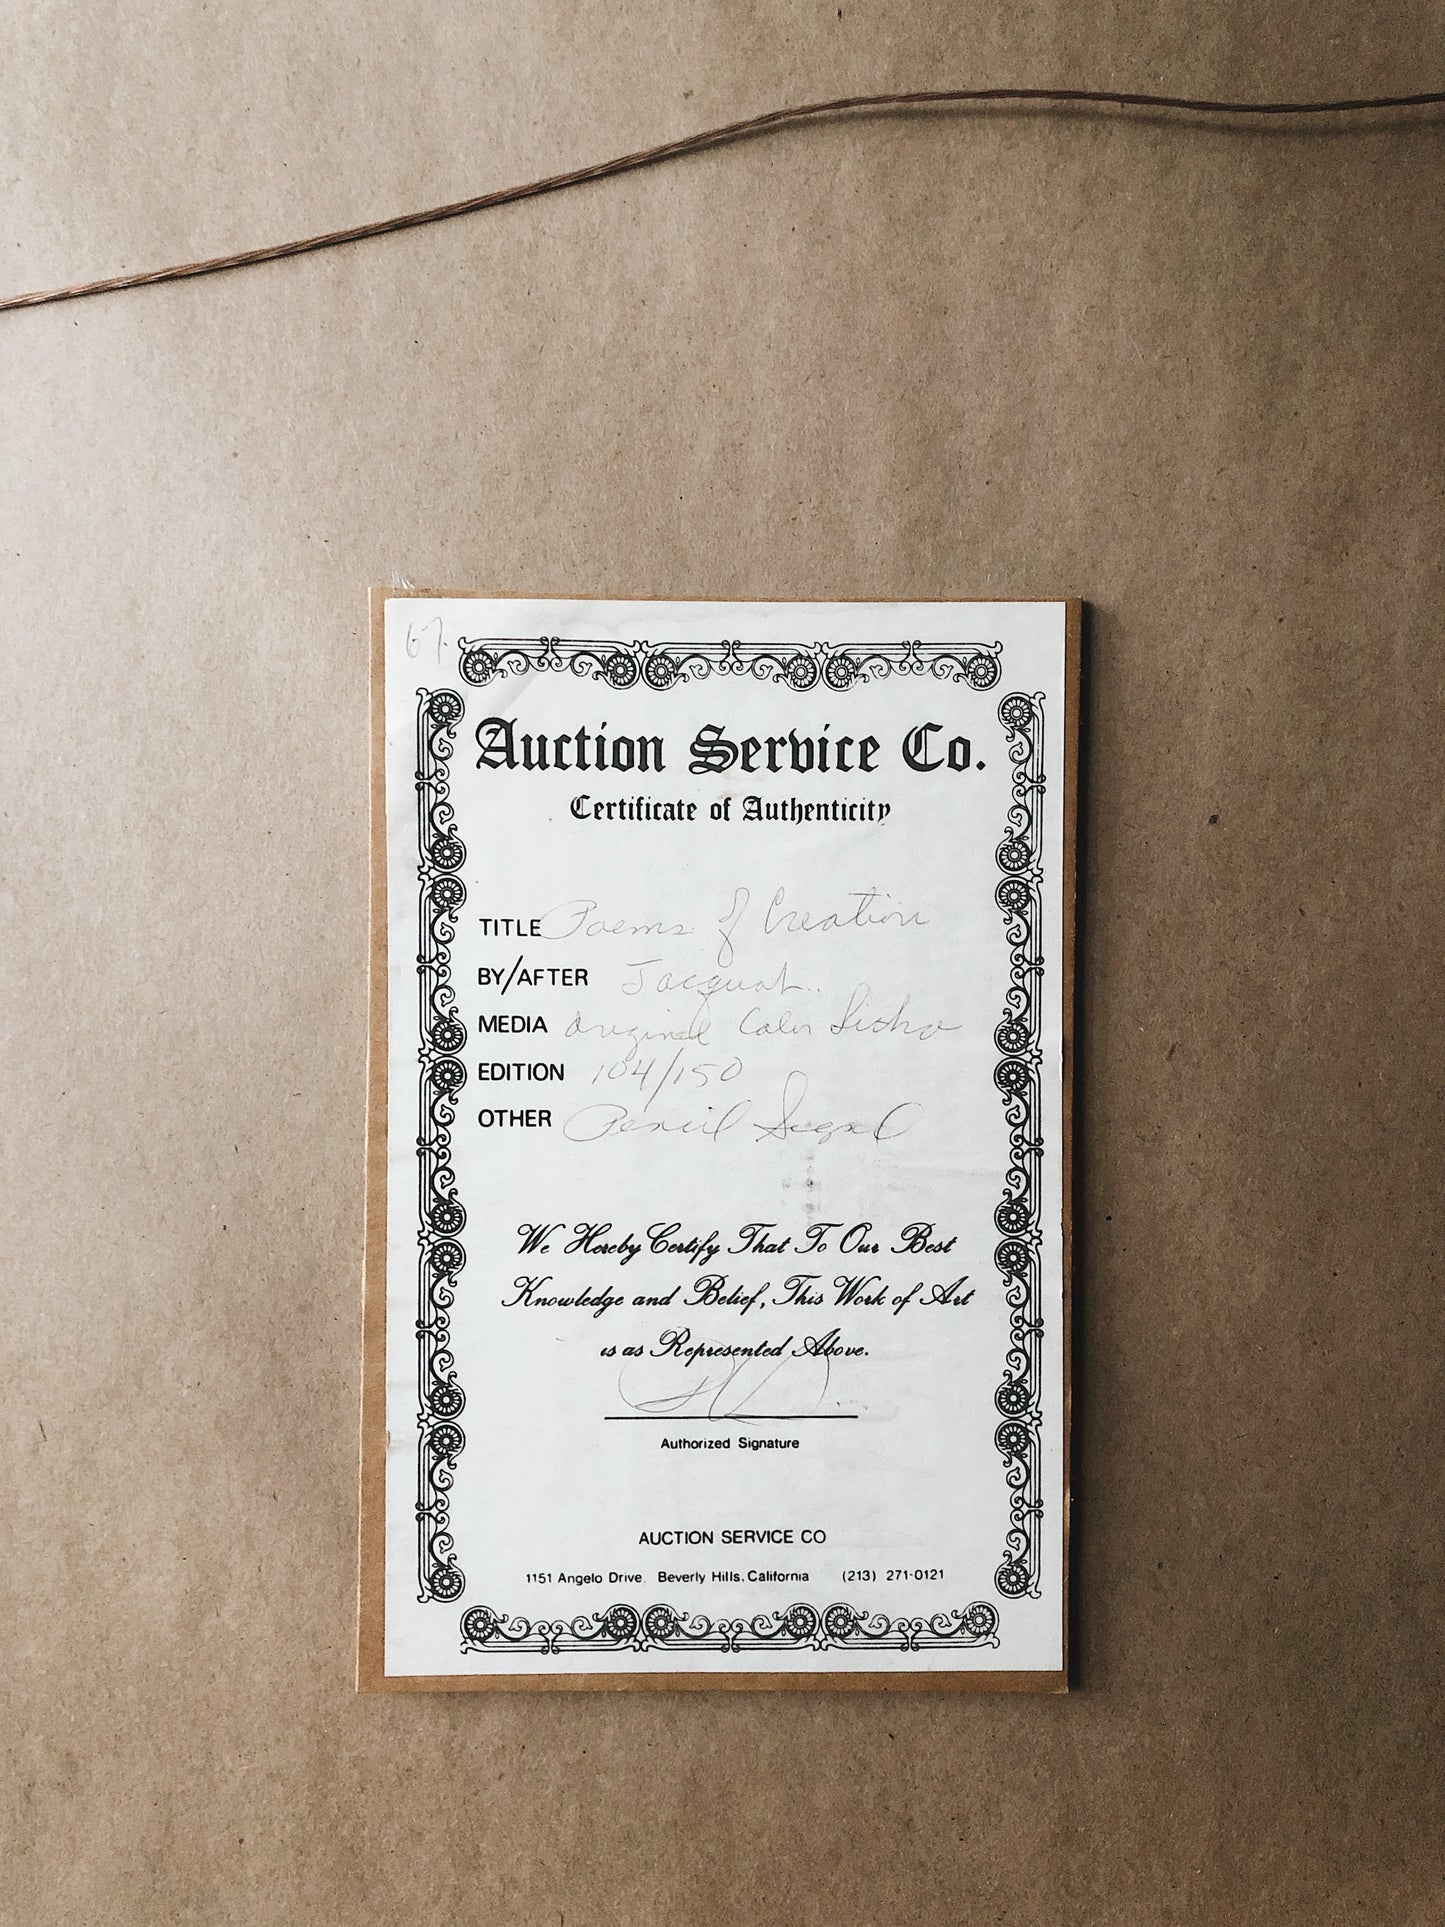 67.
Auction Service Co.
Certificate of Authenticity
TITLE Poems of Creation
BY/AFTER Jacquot..
MEDIA Original Color Litho
EDITION 104/150
OTHER Pencil Signed
We Hereby Certify That To Our Best
Knowledge and Belief, This Work of Art
is as Represented Above.
Authorized Signature
AUCTION SERVICE CO
1151 Angelo Drive, Beverly Hills, California (213) 271-0121